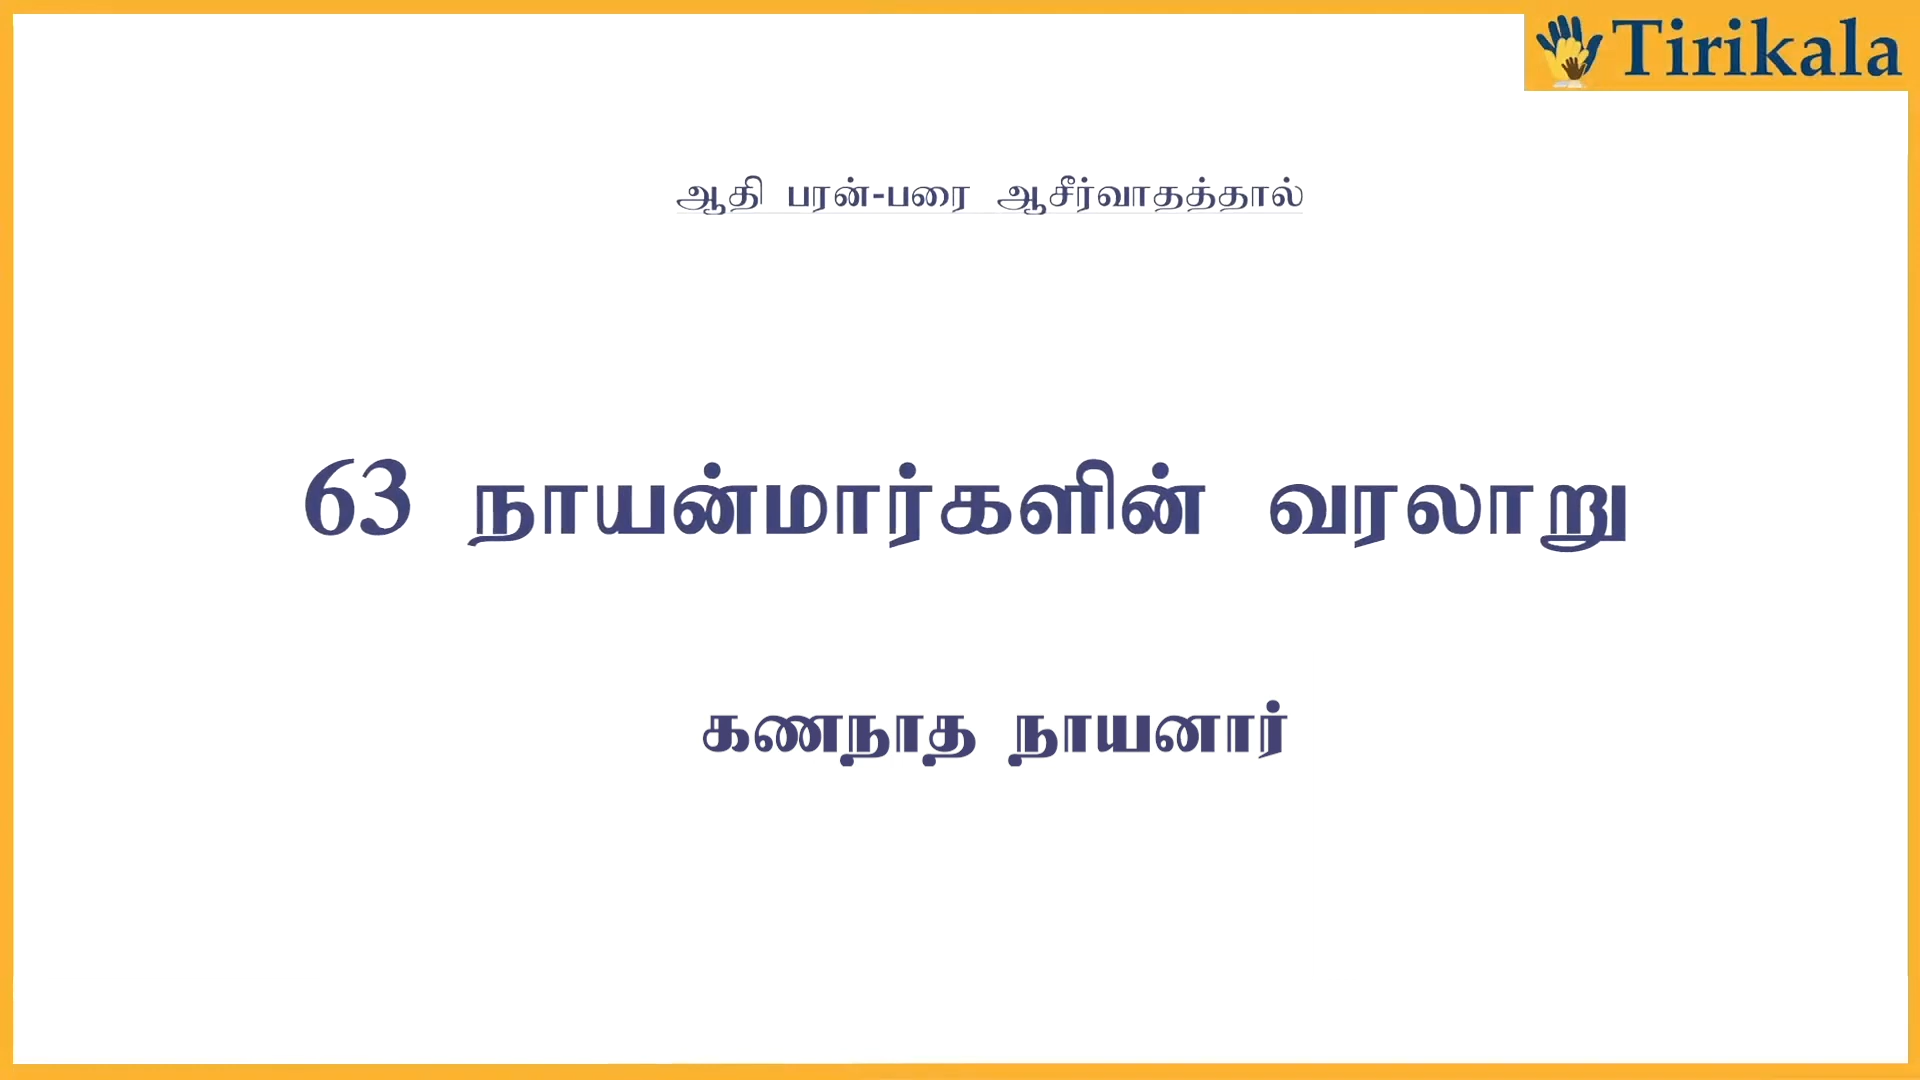 Tirikala
ஆதி பரன்-பரை ஆசீர்வாதத்தால்
63 நாயன்மார்களின் வரலாறு
கணநாத நாயனார்